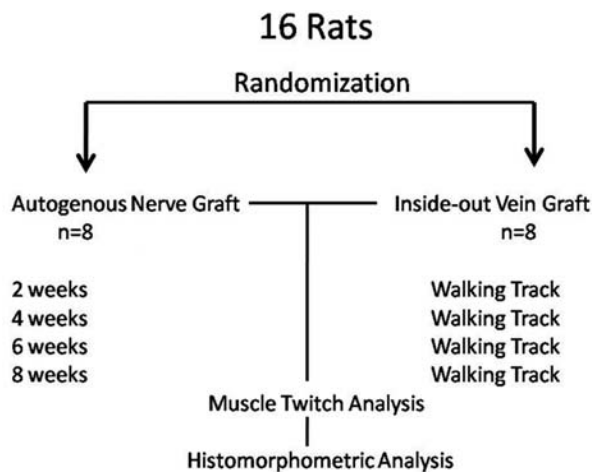 16 Rats
Randomization
Autogenous Nerve Graft
n=8
Inside-out Vein Graft
n=8
2 weeks Walking Track
4 weeks Walking Track
6 weeks Walking Track
8 weeks Walking Track
Muscle Twitch Analysis
Histomorphometric Analysis